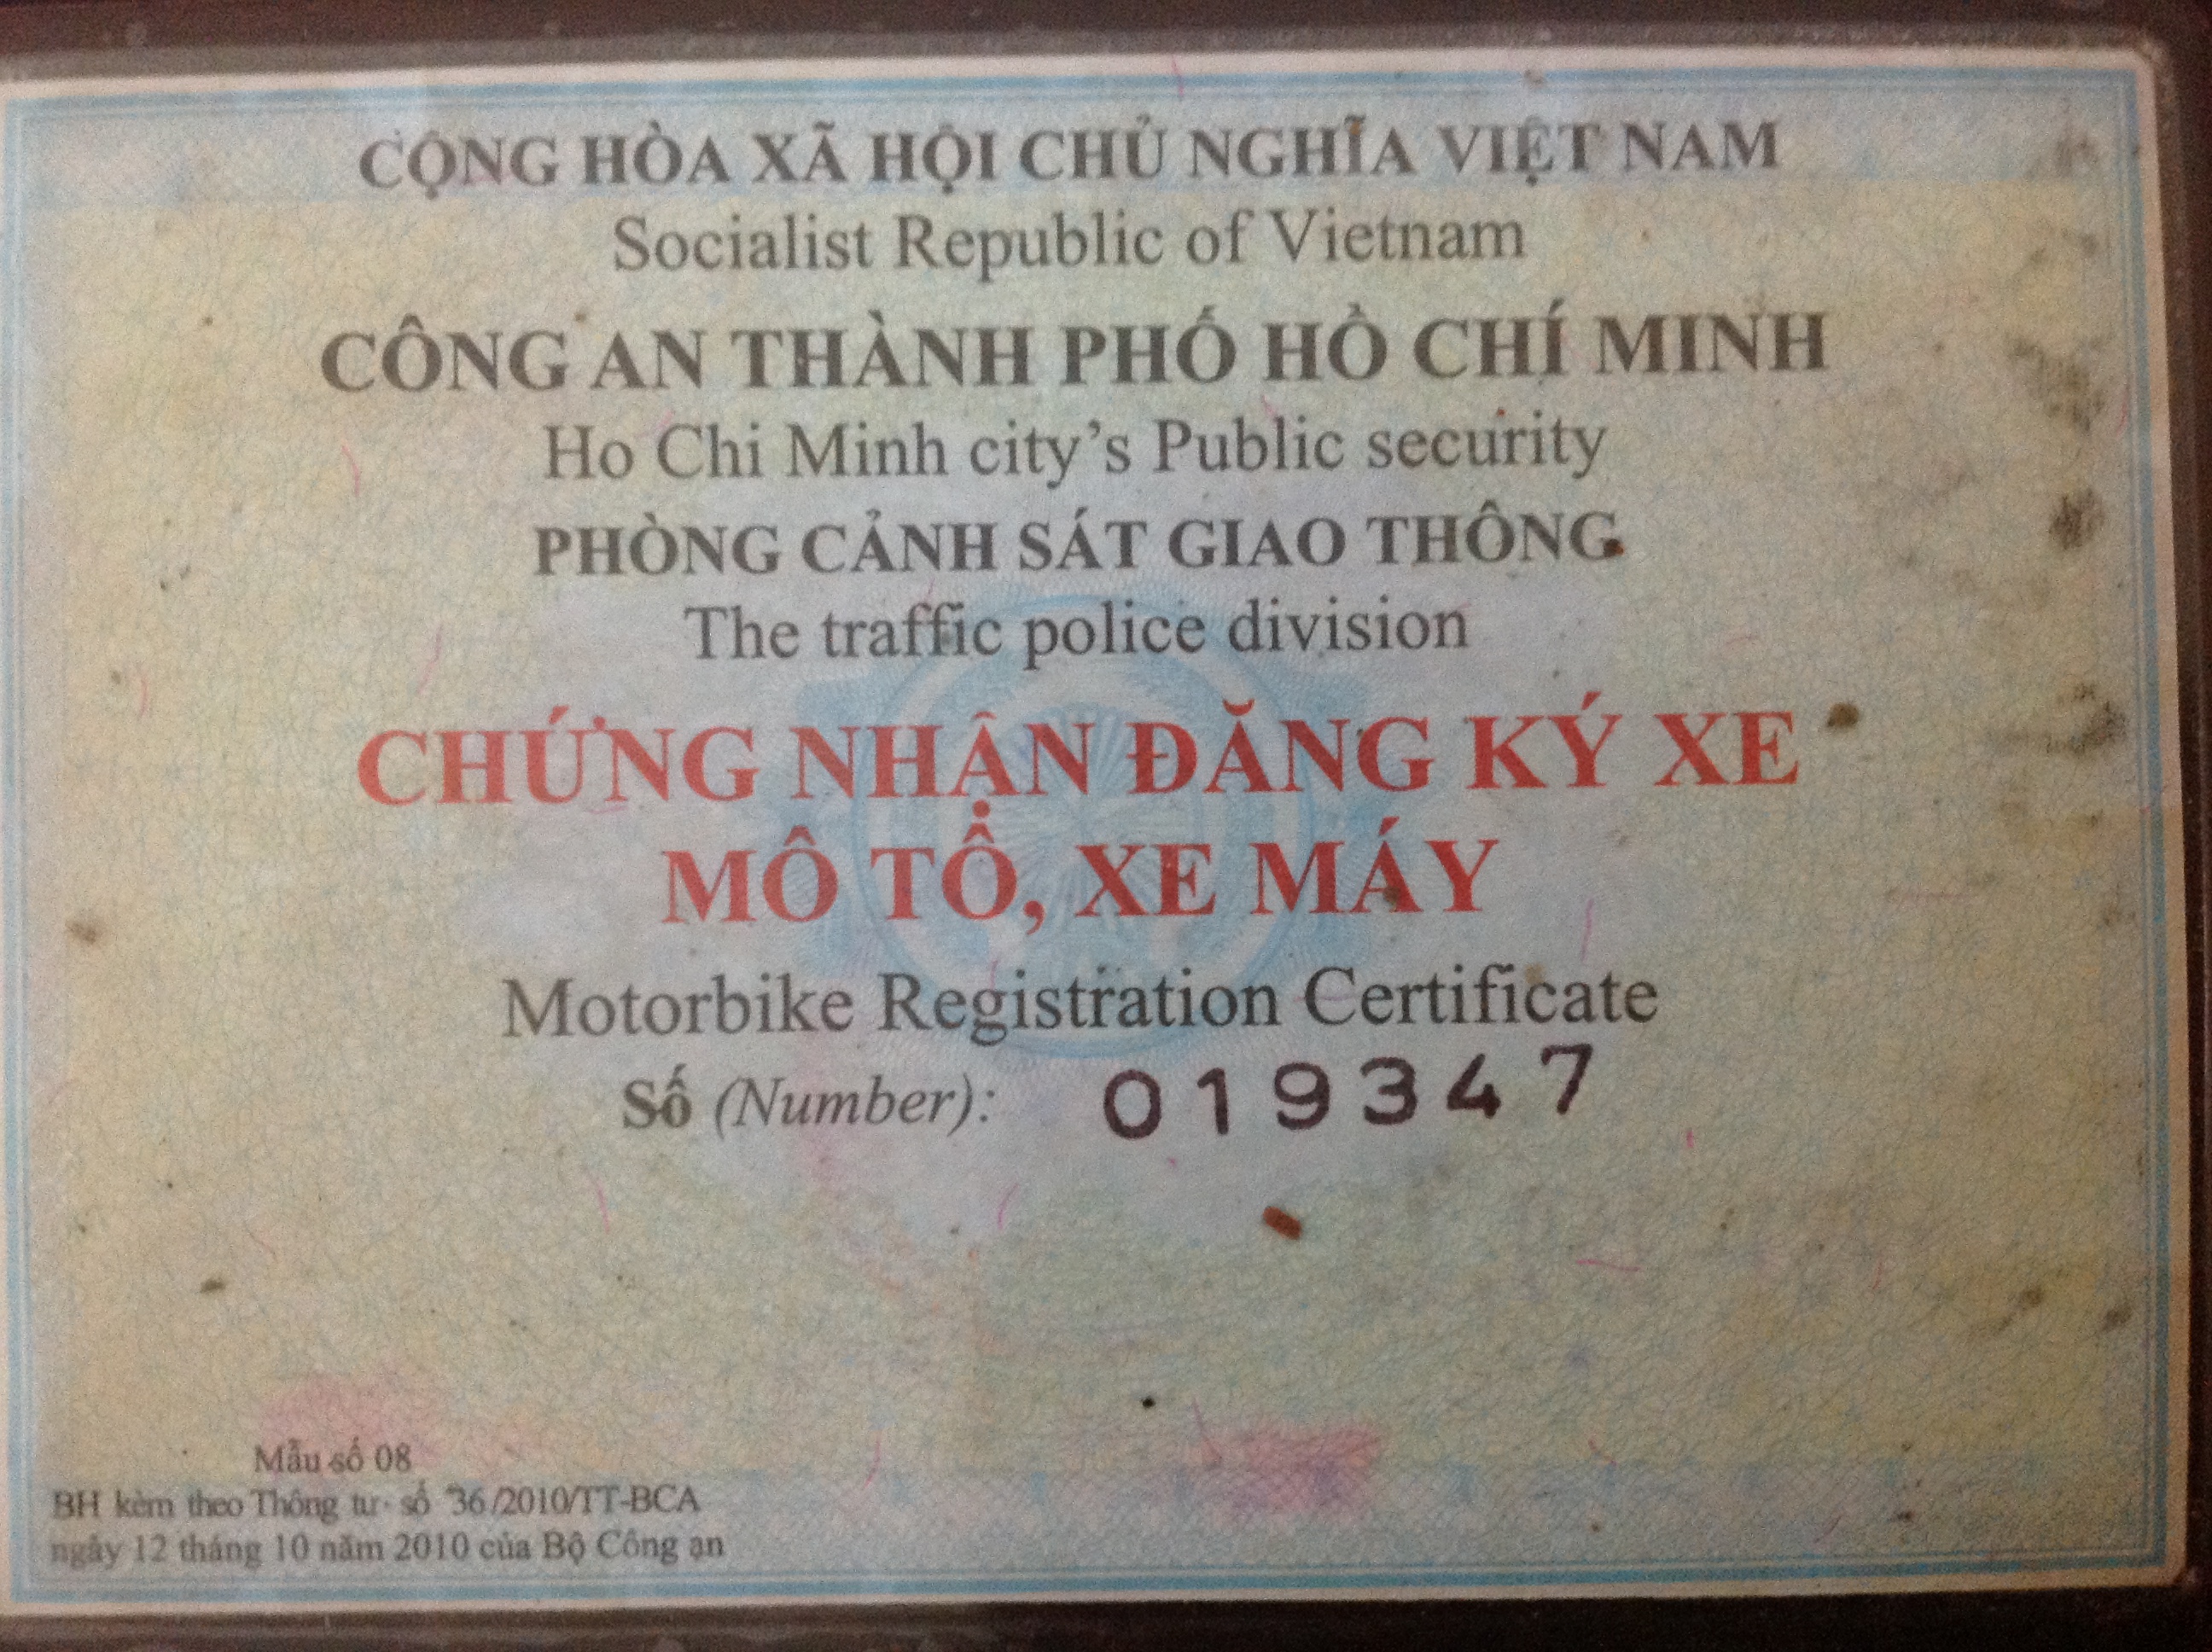 CỘNG HÒA XÃ HỘI CHỦ NGHĨA VIỆT NAM
Socialist Republic of Vietnam
CÔNG AN THÀNH PHỐ HỒ CHÍ MINH
Ho Chi Minh city's Public security
PHÒNG CẢNH SÁT GIAO THÔNG
The traffic police division
CHỨNG NHẬN ĐĂNG KÝ XE
MÔ TÔ, XE MÁY
Motorbike Registration Certificate
Số (Number): 019347
Mẫu số 08
BH kèm theo Thông tư số 36/2010/TT-BCA
ngày 12 tháng 10 năm 2010 của Bộ Công an